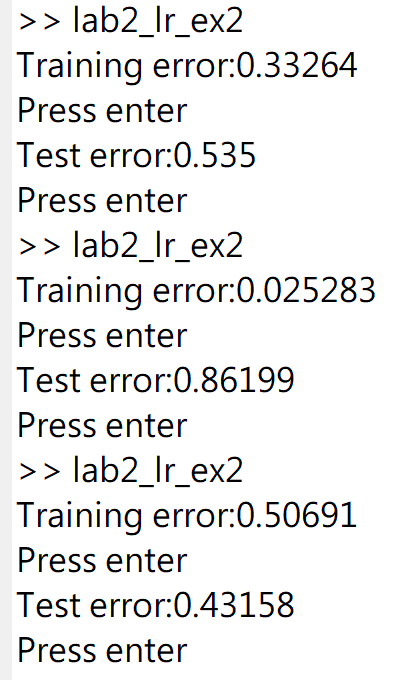 >> lab2_lr_ex2
Training error:0.33264
Press enter
Test error:0.535
Press enter
>> lab2_lr_ex2
Training error:0.025283
Press enter
Test error:0.86199
Press enter
>> lab2_lr_ex2
Training error:0.50691
Press enter
Test error:0.43158
Press enter